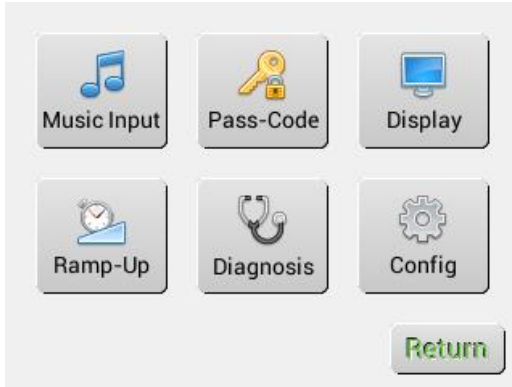 Music Input
Pass-Code
Display
Ramp-Up
Diagnosis
Config
Return